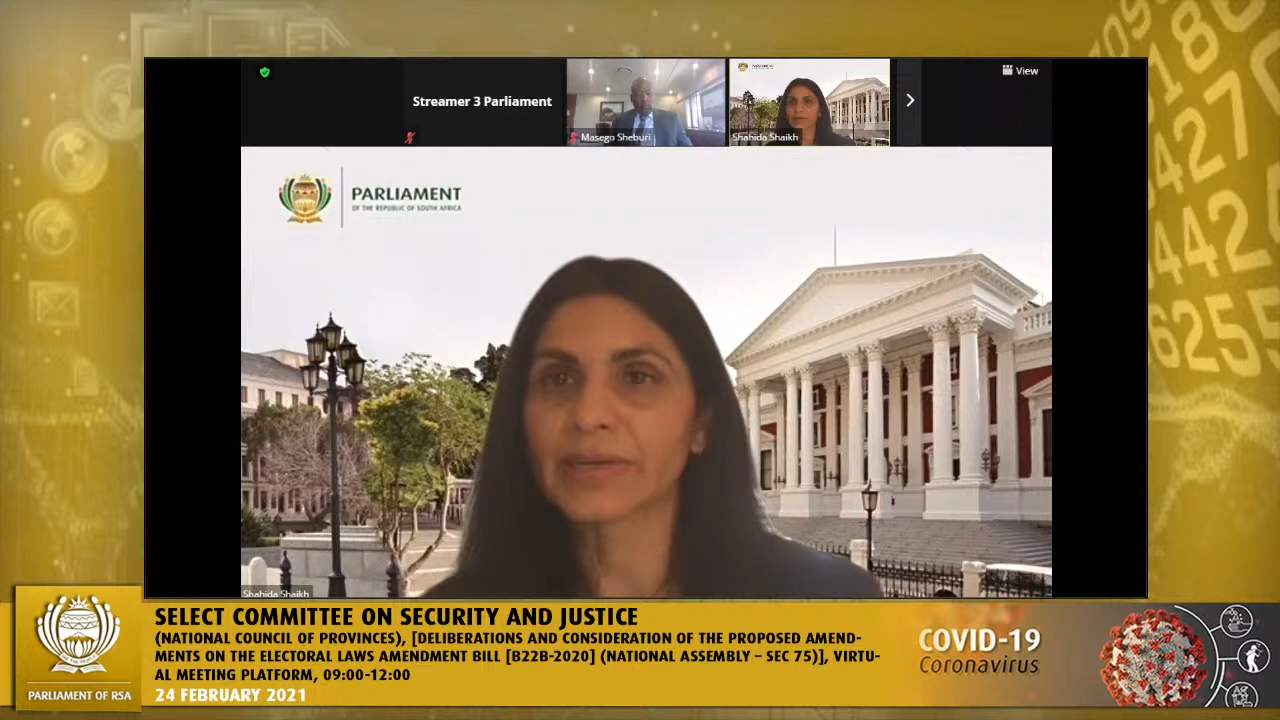 View
Streamer 3 Parliament
Masego Sheburi
Shahida Shaikh
PARLIAMENT
OF THE REPUBLIC OF SOUTH AFRICA
Shahida Shaikh
SELECT COMMITTEE ON SECURITY AND JUSTICE
(NATIONAL COUNCIL OF PROVINCES), [DELIBERATIONS AND CONSIDERATION OF THE PROPOSED AMEND-
MENTS ON THE ELECTORAL LAWS AMENDMENT BILL [B22B-2020] (NATIONAL ASSEMBLY – SEC 75)], VIRTU-
AL MEETING PLATFORM, 09:00-12:00
24 FEBRUARY 2021
PARLIAMENT OF RSA
COVID-19
Coronavirus